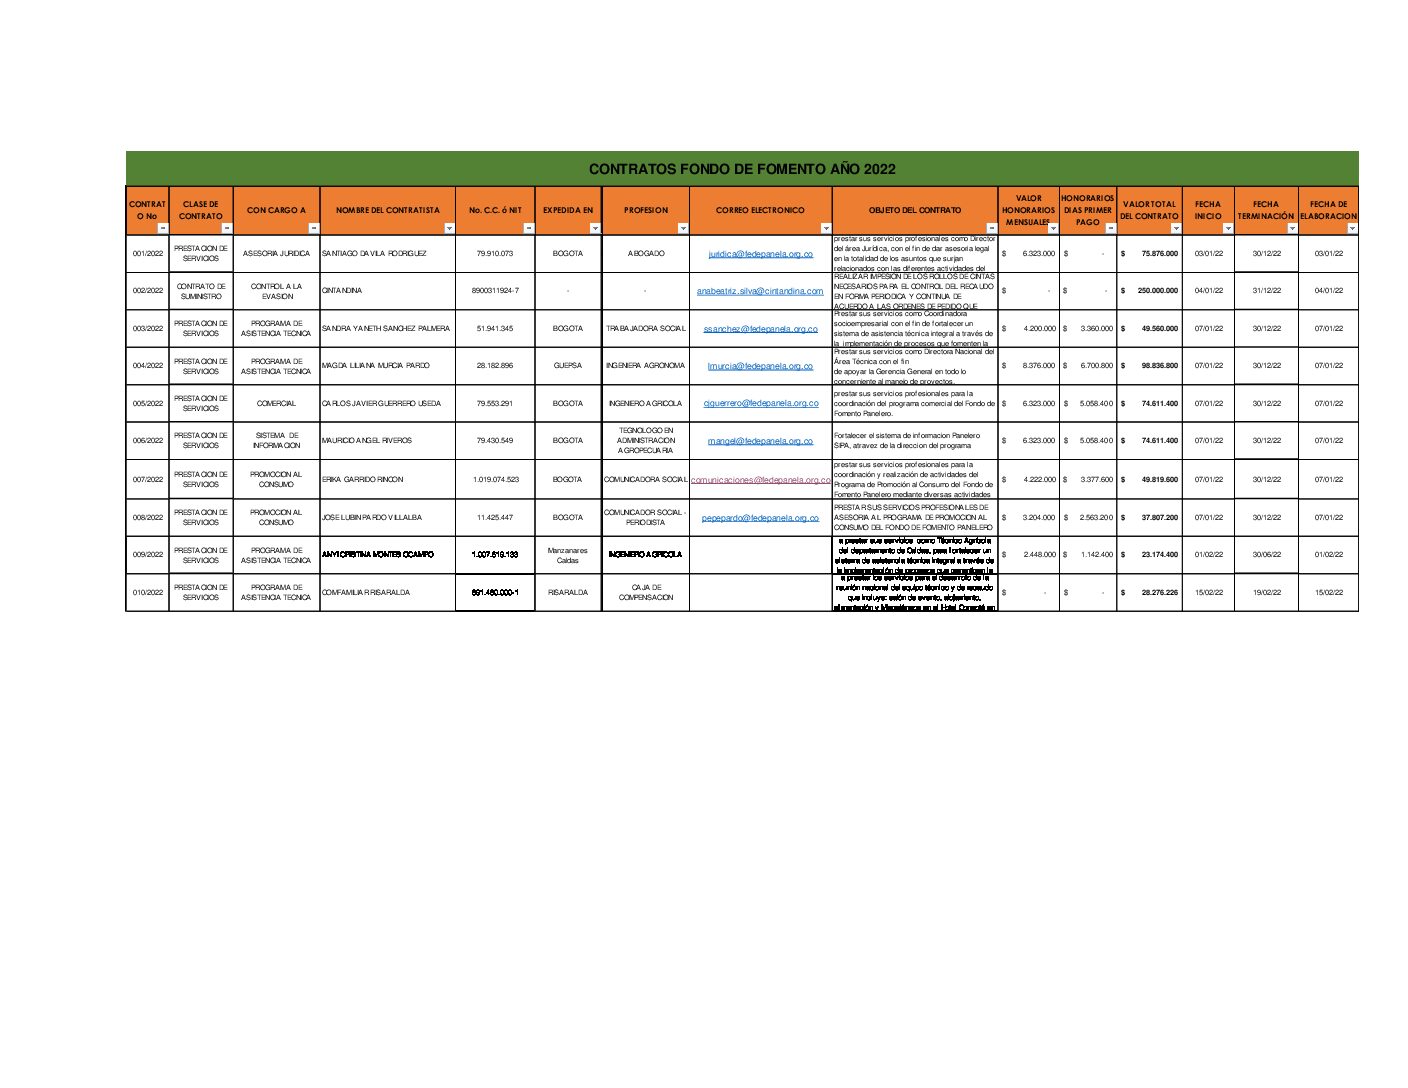 CONTRATOS FONDO DE FOMENTO AÑO 2022
CONTRAT
O No
CLASE DE
CONTRATO
CON CARGO A
NOMBRE DEL CONTRATISTA
No. C.C. ó NIT
EXPEDIDA EN
PROFESION
CORREO ELECTRONICO
OBJETO DEL CONTRATO
VALOR
HONORARIOS
MENSUALES
HONORARIOS
DIAS PRIMER
PAGO
VALOR TOTAL
DEL CONTRATO
FECHA
INICIO
FECHA
TERMINACIÓN
FECHA DE
ELABORACION
001/2022
PRESTACION DE
SERVICIOS
ASESORIA JURIDICA
SANTIAGO DAVILA RODRIGUEZ
79.910.073
BOGOTA
ABOGADO
juridica@fedepanela.org.co
prestar sus servicios profesionales como Director
del área Jurídica, con el fin de dar asesoria legal
en la totalidad de los asuntos que surjan
relacionados con las diferentes actividades del
$ 6.323.000
$ -
$ 75.876.000
03/01/22
30/12/22
03/01/22
002/2022
CONTRATO DE
SUMINISTRO
CONTROL A LA
EVASION
CINTANDINA
8900311924-7
-
-
anabeatriz.silva@cintandina.com
REALIZAR IMPESIÓN DE LOS ROLLOS DE CINTAS
NECESARIOS PARA EL CONTROL DEL RECAUDO
EN FORMA PERIODICA Y CONTINUA DE
ACUERDO A LAS ORDENES DE PEDIDO QUE
$ -
$ -
$ 250.000.000
04/01/22
31/12/22
04/01/22
003/2022
PRESTACION DE
SERVICIOS
PROGRAMA DE
ASISTENCIA TECNICA
SANDRA YANETH SANCHEZ PALMERA
51.941.345
BOGOTA
TRABAJADORA SOCIAL
ssanchez@fedepanela.org.co
Prestar sus servicios como Coordinadora
socioempresarial con el fin de fortalecer un
sistema de asistencia técnica integral a través de
la implementación de procesos que fomenten la
$ 4.200.000
$ 3.360.000
$ 49.560.000
07/01/22
30/12/22
07/01/22
004/2022
PRESTACION DE
SERVICIOS
PROGRAMA DE
ASISTENCIA TECNICA
MAGDA LILIANA MURCIA PARDO
28.182.896
GUEPSA
INGENIERA AGRONOMA
lmurcia@fedepanela.org.co
Prestar sus servicios como Directora Nacional del
Área Técnica con el fin
de apoyar la Gerencia General en todo lo
concerniente al manejo de proyectos,
$ 8.376.000
$ 6.700.800
$ 98.836.800
07/01/22
30/12/22
07/01/22
005/2022
PRESTACION DE
SERVICIOS
COMERCIAL
CARLOS JAVIER GUERRERO USEDA
79.553.291
BOGOTA
INGENIERO AGRICOLA
cjguerrero@fedepanela.org.co
prestar sus servicios profesionales para la
coordinación del programa comercial del Fondo de
Fomento Panelero.
$ 6.323.000
$ 5.058.400
$ 74.611.400
07/01/22
30/12/22
07/01/22
006/2022
PRESTACION DE
SERVICIOS
SISTEMA DE
INFORMACION
MAURICIO ANGEL RIVEROS
79.430.549
BOGOTA
TEGNOLOGO EN
ADMINISTRACION
AGROPECUARIA
mangel@fedepanela.org.co
Fortalecer el sistema de informacion Panelero
SIPA, atravez de la direccion del programa
$ 6.323.000
$ 5.058.400
$ 74.611.400
07/01/22
30/12/22
07/01/22
007/2022
PRESTACION DE
SERVICIOS
PROMOCION AL
CONSUMO
ERIKA GARRIDO RINCON
1.019.074.523
BOGOTA
COMUNICADORA SOCIAL
comunicaciones@fedepanela.org.co
prestar sus servicios profesionales para la
coordinación y realización de actividades del
Programa de Promoción al Consumo del Fondo de
Fomento Panelero mediante diversas actividades
$ 4.222.000
$ 3.377.600
$ 49.819.600
07/01/22
30/12/22
07/01/22
008/2022
PRESTACION DE
SERVICIOS
PROMOCION AL
CONSUMO
JOSE LUBIN PARDO VILLALBA
11.425.447
BOGOTA
COMUNICADOR SOCIAL -
PERIODISTA
pepepardo@fedepanela.org.co
PRESTAR SUS SERVICIOS PROFESIONALES DE
ASESORIA AL PROGRAMA DE PROMOCION AL
CONSUMO DEL FONDO DE FOMENTO PANELERO
$ 3.204.000
$ 2.563.200
$ 37.807.200
07/01/22
30/12/22
07/01/22
009/2022
PRESTACION DE
SERVICIOS
PROGRAMA DE
ASISTENCIA TECNICA
ANYI CRISTINA MONTES OCAMPO
1.007.619.133
Manzanares
Caldas
INGENIERO AGRICOLA
a prestar sus servicios como Técnico Agrícola
del departamento de Caldas, para fortalecer un
sistema de asistencia técnica integral a través de
la implementación de procesos que garanticen la
$ 2.448.000
$ 1.142.400
$ 23.174.400
01/02/22
30/06/22
01/02/22
010/2022
PRESTACION DE
SERVICIOS
PROGRAMA DE
ASISTENCIA TECNICA
COMFAMILIAR RISARALDA
891.480.000-1
RISARALDA
CAJA DE
COMPENSACION
a prestar los servicios para el desarrollo de la
reunión nacional del equipo técnico y de recaudo
que incluye: salón de evento, alojamiento,
alimentación y Misceláneos en el Hotel Consotá en
$ -
$ -
$ 28.276.226
15/02/22
19/02/22
15/02/22